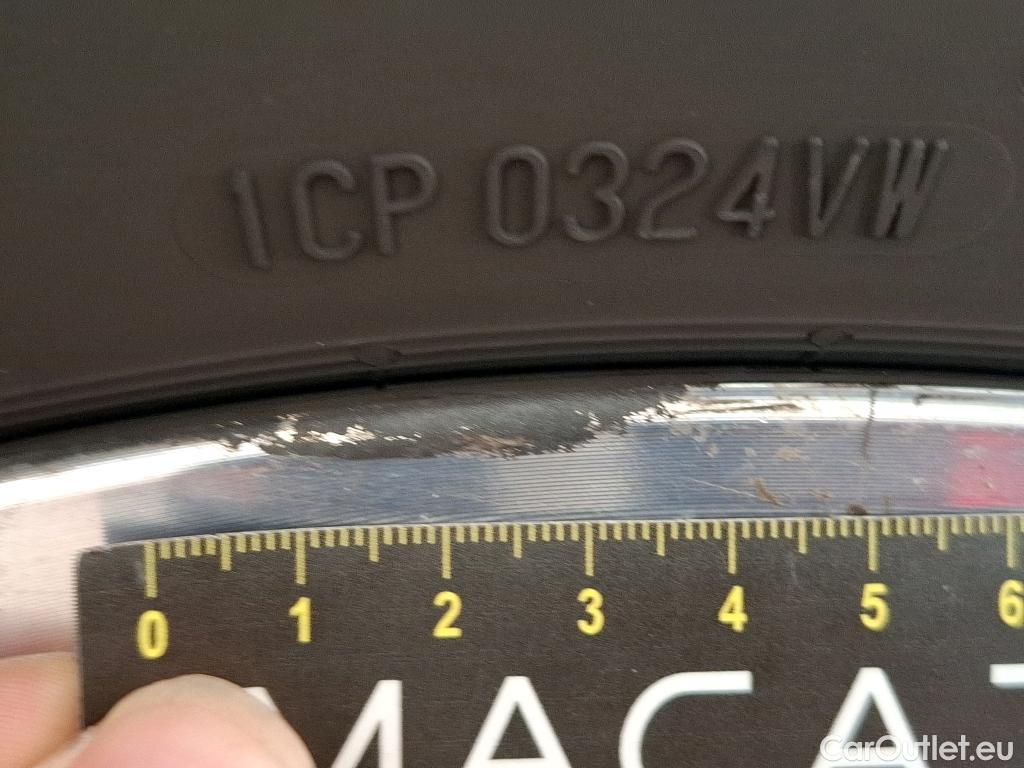 1CP 0324VW
0 1 2 3 4 5 6
MACAT
CarOutlet.eu